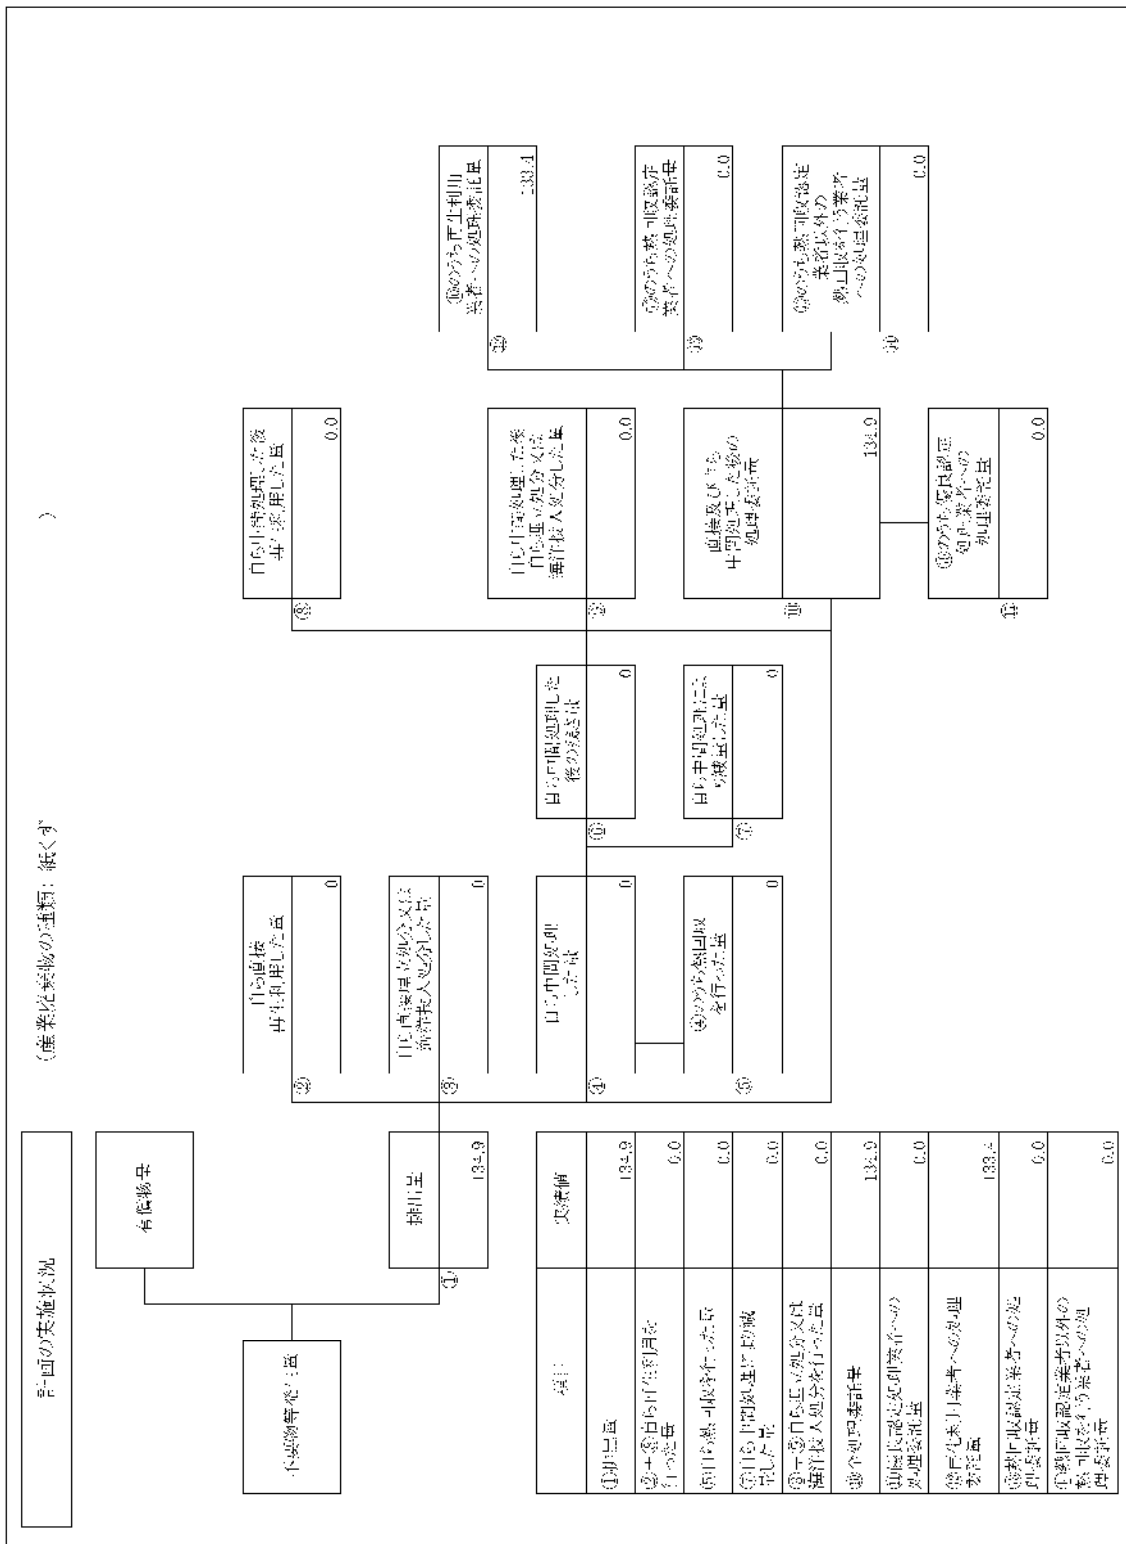 計画の実施状況
（産業廃棄物の種類：紙くず　）
不要物等発生量
有償物量
排出量
①
134.9
自ら直接
再生利用した量
②
0
自ら直接埋立処分又は
海洋投入処分した量
③
0
自ら中間処理
した量
④
0
④のうち熱回収
を行った量
⑤
0
自ら中間処理した
後の残さ量
⑥
0
自ら中間処理によ
り減量した量
⑦
0
自ら中間処理した後
再生利用した量
⑧
0.0
自ら中間処理した後
自ら埋立処分又は
海洋投入処分した量
⑨
0.0
直接及び自ら
中間処理した後の
処理委託量
⑩
134.9
⑩のうち優良認定
処理業者への
処理委託量
⑪
0.0
⑩のうち再生利用
業者への処理委託量
⑫
133.4
⑩のうち熱回収認定
業者への処理委託量
⑬
0.0
⑩のうち熱回収認定
業者以外の
熱回収を行う業者
への処理委託量
⑭
0.0
項目
実績値
①排出量
134.9
②＋⑧自ら再生利用を
行った量
0.0
⑤自ら熱回収を行った量
0.0
⑦自ら中間処理により減
量した量
0.0
③＋⑨自ら埋立処分又は
海洋投入処分を行った量
0.0
⑩全処理委託量
134.9
⑪優良認定処理業者への
処理委託量
0.0
⑫再生利用業者への処理
委託量
133.4
⑬熱回収認定業者への処
理委託量
0.0
⑭熱回収認定業者以外の
熱回収を行う業者への処
理委託量
0.0